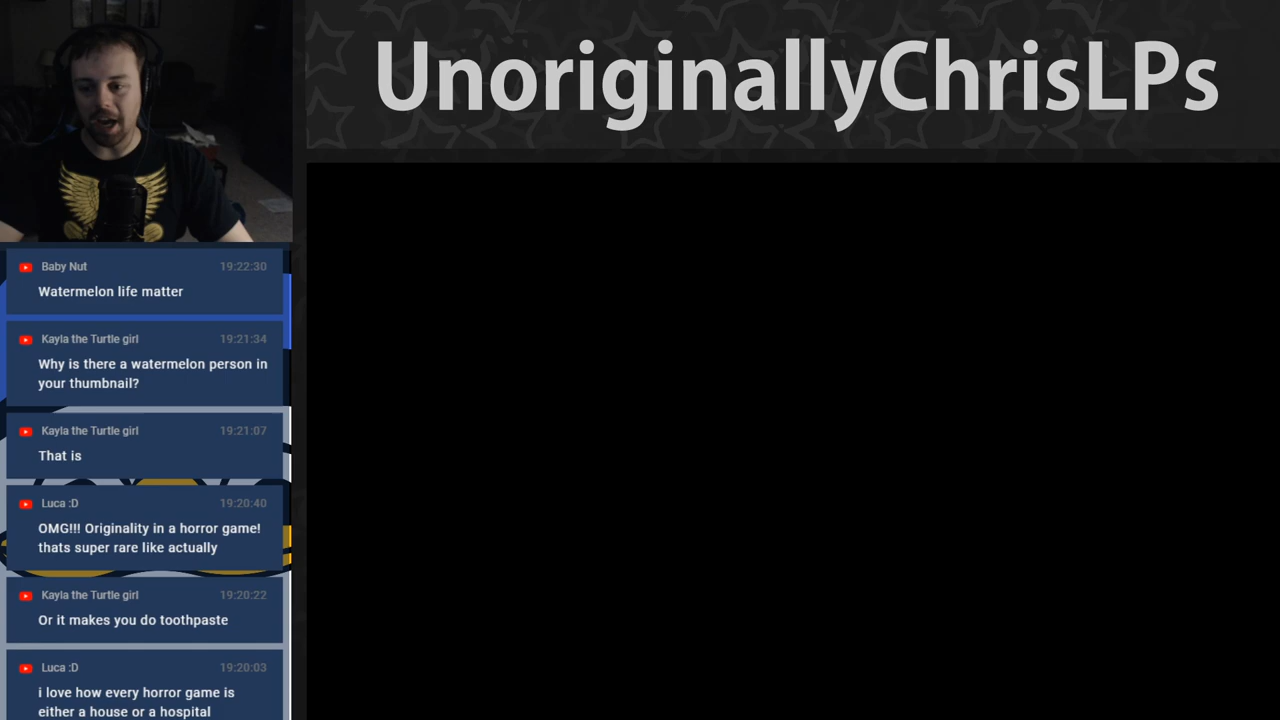 UnoriginallyChrisLPs
Baby Nut 19:22:30
Watermelon life matter
Kayla the Turtle girl 19:21:34
Why is there a watermelon person in
your thumbnail?
Kayla the Turtle girl 19:21:07
That is
Luca :D 19:20:40
OMG!!! Originality in a horror game!
thats super rare like actually
Kayla the Turtle girl 19:20:22
Or it makes you do toothpaste
Luca :D 19:20:03
i love how every horror game is
either a house or a hospital